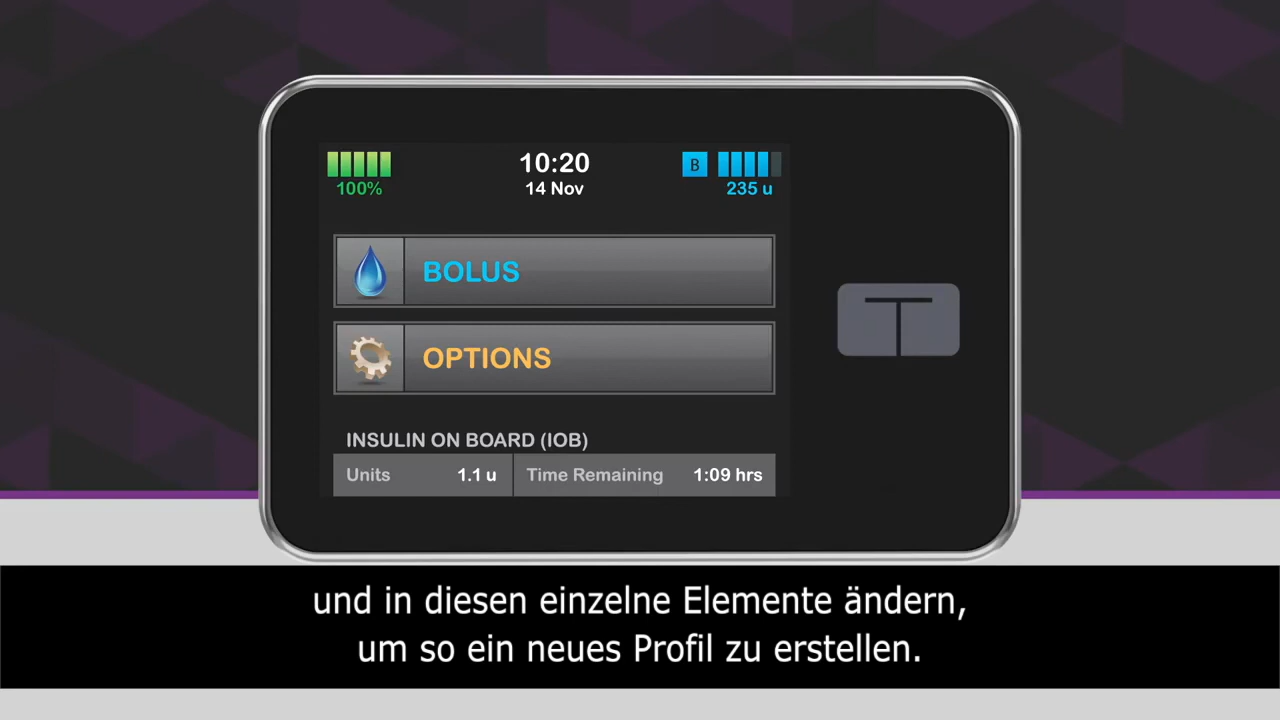 10:20
14 Nov
100%
B
235 u
BOLUS
OPTIONS
INSULIN ON BOARD (IOB)
Units 1.1 u Time Remaining 1:09 hrs
und in diesen einzelne Elemente ändern,
um so ein neues Profil zu erstellen.